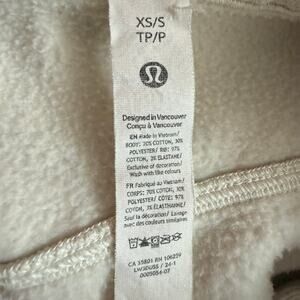 XS/S
TP/P
Designed in Vancouver
Conçu à Vancouver
EN Made in Vietnam/
BODY: 70% COTTON, 30%
POLYESTER/ RIB: 97%
COTTON, 3% ELASTANE/
Exclusive of decoration/
Wash with like colours
FR Fabriqué au Vietnam/
CORPS: 70% COTON, 30%
POLYESTER/ CÔTE: 97%
COTON, 3% ÉLASTHANNE/
Sauf la décoration/ Lavage
avec des couleurs similaires
CA 35801 RN 106259